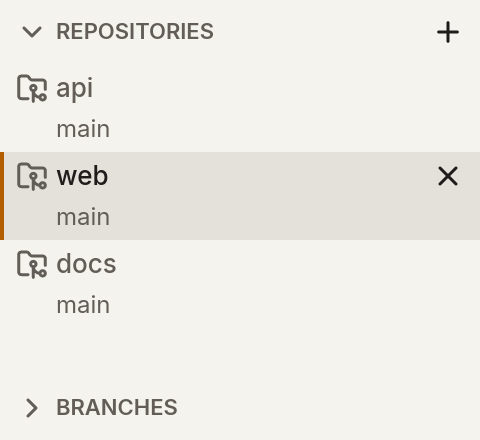 REPOSITORIES
api
main
web
main
docs
main
BRANCHES